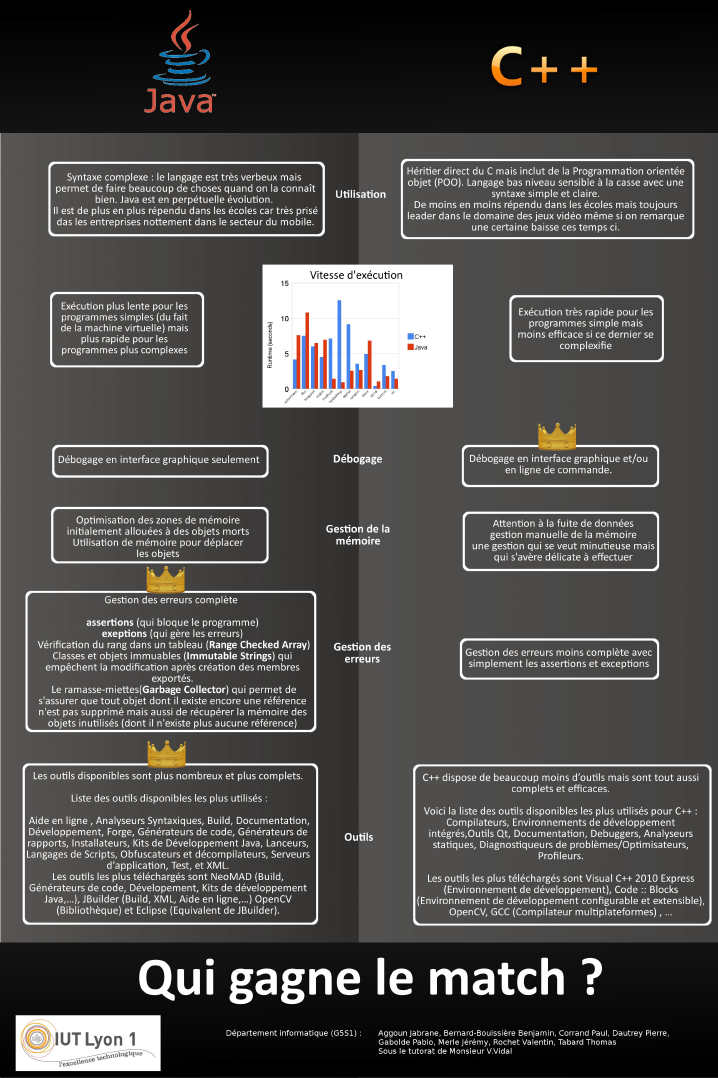 Java™
C++
Syntaxe complexe : le langage est très verbeux mais
permet de faire beaucoup de choses quand on la connaît
bien. Java est en perpétuelle évolution.
Il est de plus en plus répendu dans les écoles car très prisé
das les entreprises nottement dans le secteur du mobile.
Utilisation
Héritier direct du C mais inclut de la Programmation orientée
objet (POO). Langage bas niveau sensible à la casse avec une
syntaxe simple et claire.
De moins en moins répendu dans les écoles mais toujours
leader dans le domaine des jeux vidéo même si on remarque
une certaine baisse ces temps ci.
Exécution plus lente pour les
programmes simples (du fait
de la machine virtuelle) mais
plus rapide pour les
programmes plus complexes
Vitesse d'exécution
Runtime (seconds)
15
10
5
0
C++
Java
Exécution très rapide pour les
programmes simple mais
moins efficace si ce dernier se
complexifie
Débogage en interface graphique seulement
Débogage
Débogage en interface graphique et/ou
en ligne de commande.
Optimisation des zones de mémoire
initialement allouées à des objets morts
Utilisation de mémoire pour déplacer
les objets
Gestion de la
mémoire
Attention à la fuite de données
gestion manuelle de la mémoire
une gestion qui se veut minutieuse mais
qui s'avère délicate à effectuer
Gestion des erreurs complète
assertions (qui bloque le programme)
exeptions (qui gère les erreurs)
Vérification du rang dans un tableau (Range Checked Array)
Classes et objets immuables (Immutable Strings) qui
empêchent la modification après création des membres
exportés.
Le ramasse-miettes(Garbage Collector) qui permet de
s'assurer que tout objet dont il existe encore une référence
n'est pas supprimé mais aussi de récupérer la mémoire des
objets inutilisés (dont il n'existe plus aucune référence)
Gestion des
erreurs
Gestion des erreurs moins complète avec
simplement les assertions et exceptions
Les outils disponibles sont plus nombreux et plus complets.
Liste des outils disponibles les plus utilisés :
Aide en ligne , Analyseurs Syntaxiques, Build, Documentation,
Développement, Forge, Générateurs de code, Générateurs de
rapports, Installateurs, Kits de Développement Java, Lanceurs,
Langages de Scripts, Obfuscateurs et décompilateurs, Serveurs
d'application, Test, et XML.
Les outils les plus téléchargés sont NeoMAD (Build,
Générateurs de code, Dévelopement, Kits de développement
Java,...), JBuilder (Build, XML, Aide en ligne,...) OpenCV
(Bibliothèque) et Eclipse (Equivalent de JBuilder).
Outils
C++ dispose de beaucoup moins d’outils mais sont tout aussi
complets et efficaces.
Voici la liste des outils disponibles les plus utilisés pour C++ :
Compilateurs, Environnements de développement
intégrés,Outils Qt, Documentation, Debuggers, Analyseurs
statiques, Diagnostiqueurs de problèmes/Optimisateurs,
Profileurs.
Les outils les plus téléchargés sont Visual C++ 2010 Express
(Environnement de développement), Code :: Blocks
(Environnement de développement configurable et extensible),
OpenCV, GCC (Compilateur multiplateformes) , ...
Qui gagne le match ?
IUT Lyon 1
l'excellence technologique
Département informatique (G5S1) :
Aggoun Jabrane, Bernard-Bouissière Benjamin, Corrand Paul, Dautrey Pierre,
Gabolde Pablo, Merle Jérémy, Rochet Valentin, Tabard Thomas
Sous le tutorat de Monsieur V.Vidal